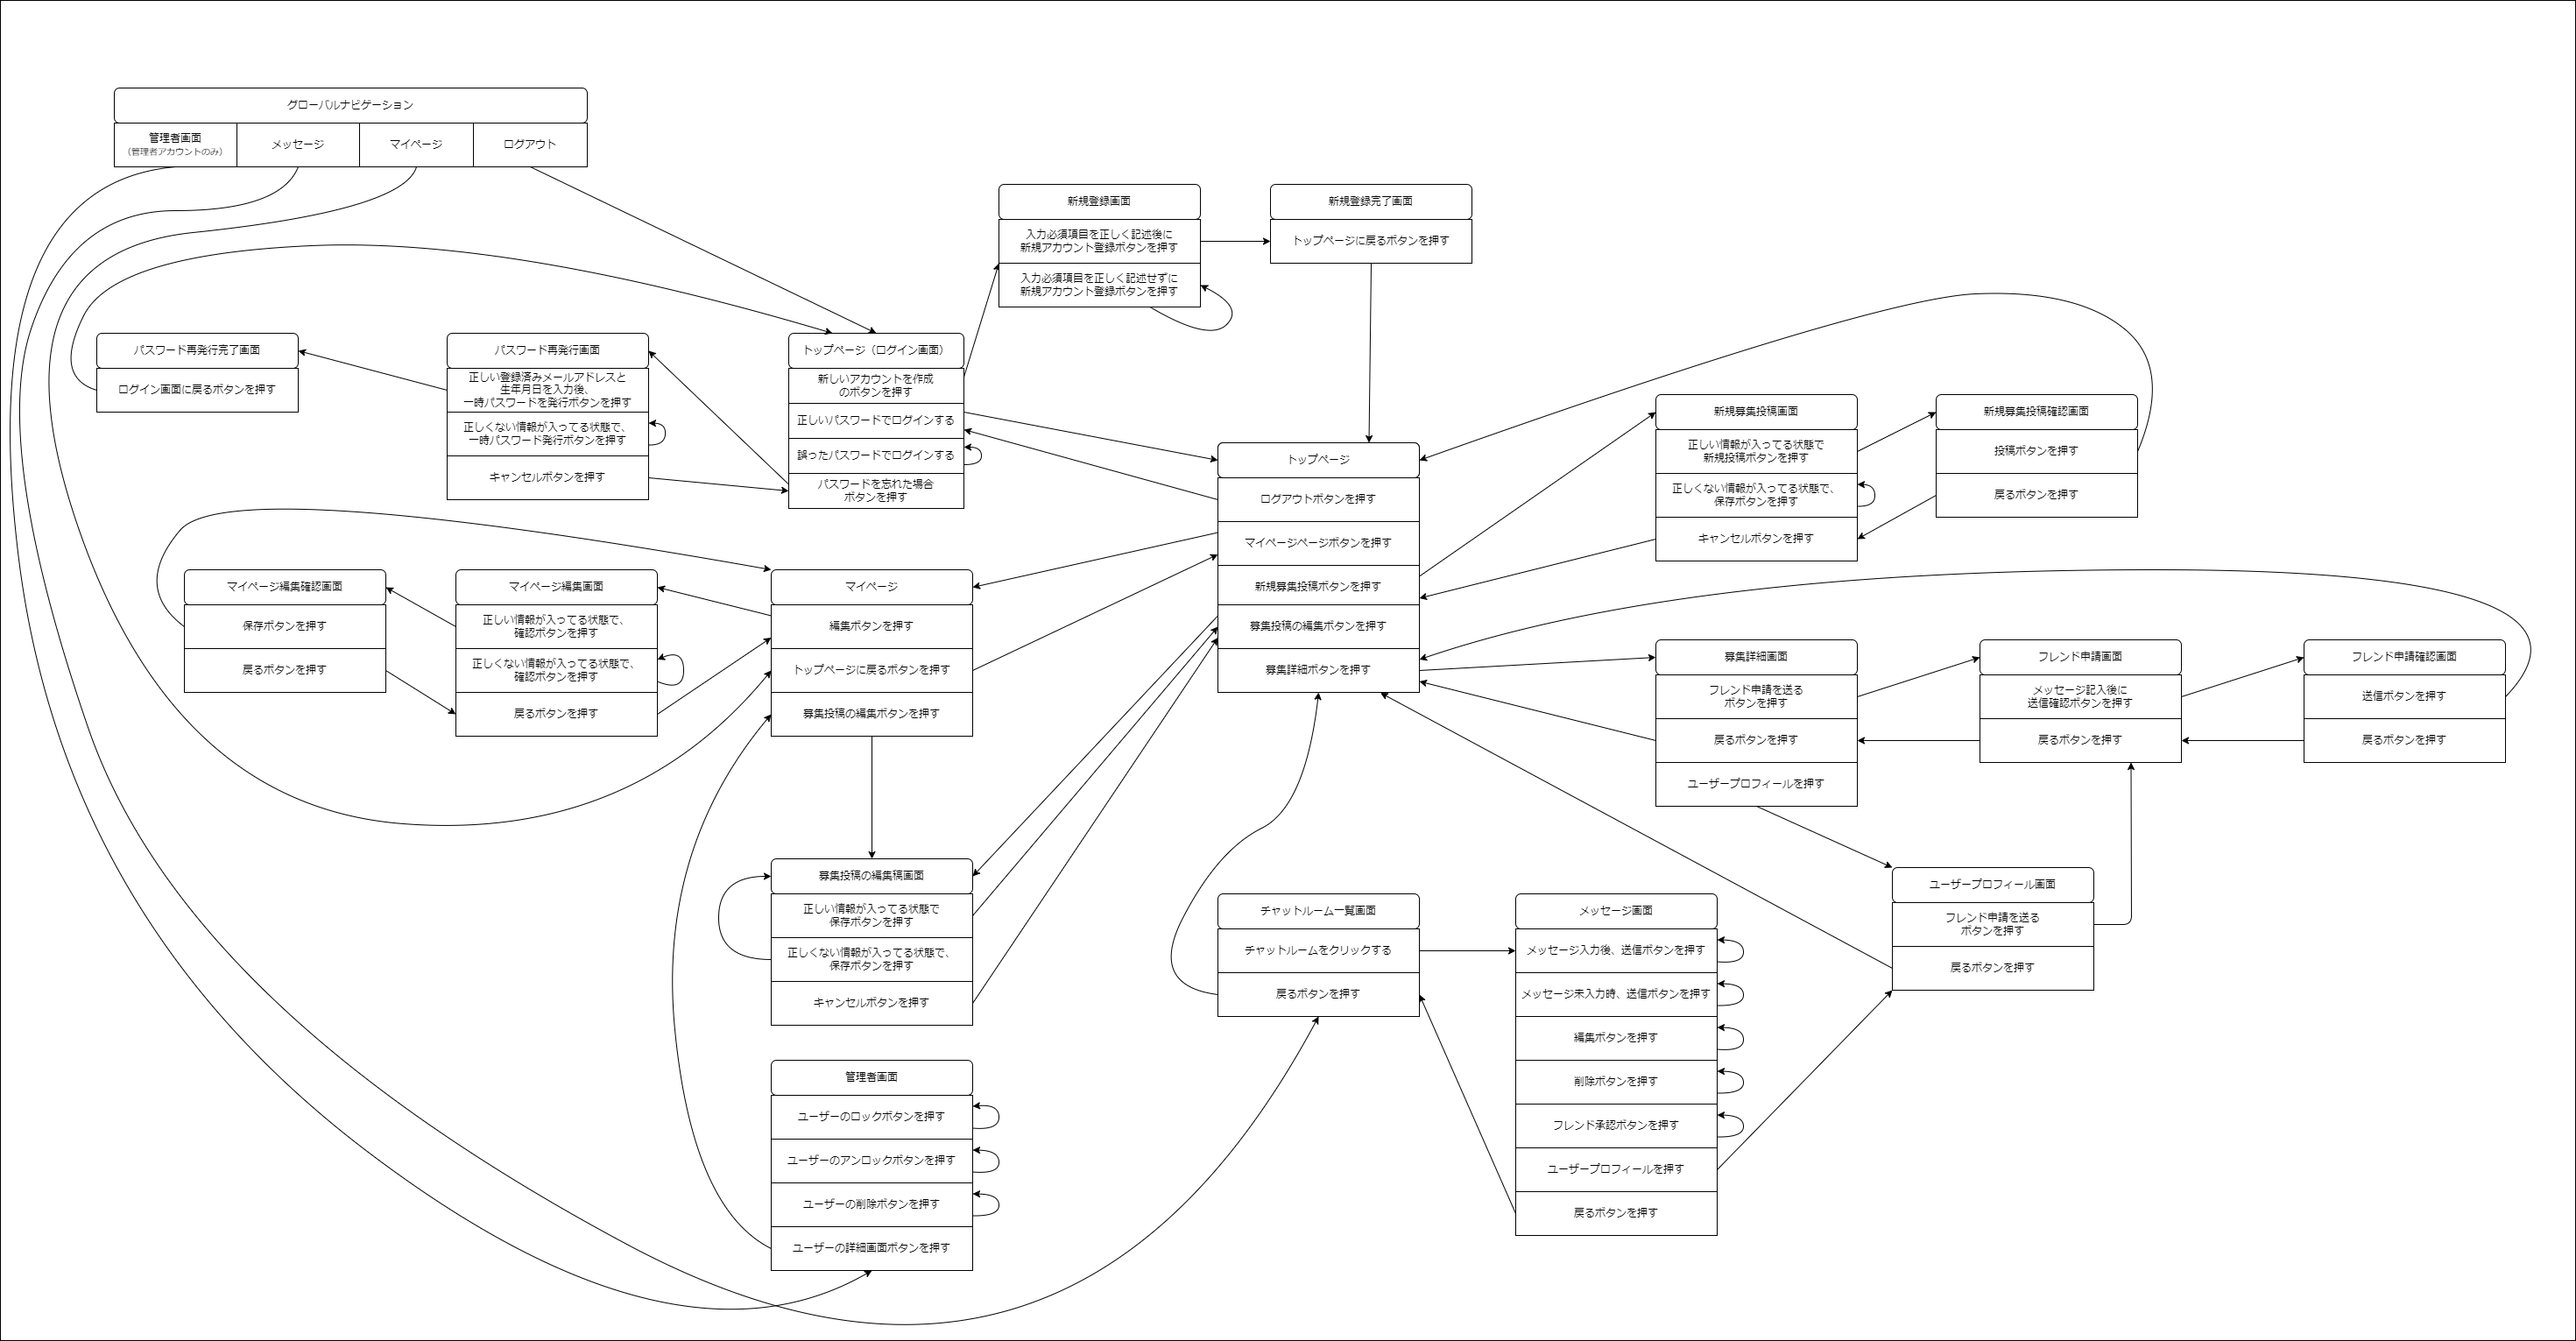 グローバルナビゲーション
管理者画面
（管理者アカウントのみ）
メッセージ
マイページ
ログアウト
新規登録画面
入力必須項目を正しく記述後に
新規アカウント登録ボタンを押す
入力必須項目を正しく記述せずに
新規アカウント登録ボタンを押す
新規登録完了画面
トップページに戻るボタンを押す
パスワード再発行完了画面
ログイン画面に戻るボタンを押す
パスワード再発行画面
正しい登録済みメールアドレスと
生年月日を入力後、
一時パスワードを発行ボタンを押す
正しくない情報が入ってる状態で、
一時パスワード発行ボタンを押す
キャンセルボタンを押す
トップページ（ログイン画面）
新しいアカウントを作成
のボタンを押す
正しいパスワードでログインする
誤ったパスワードでログインする
パスワードを忘れた場合
ボタンを押す
トップページ
ログアウトボタンを押す
マイページページボタンを押す
新規募集投稿ボタンを押す
募集投稿の編集ボタンを押す
募集詳細ボタンを押す
新規募集投稿画面
正しい情報が入ってる状態で
新規投稿ボタンを押す
正しくない情報が入ってる状態で、
保存ボタンを押す
キャンセルボタンを押す
新規募集投稿確認画面
投稿ボタンを押す
戻るボタンを押す
マイページ編集確認画面
保存ボタンを押す
戻るボタンを押す
マイページ編集画面
正しい情報が入ってる状態で、
確認ボタンを押す
正しくない情報が入ってる状態で、
確認ボタンを押す
戻るボタンを押す
マイページ
編集ボタンを押す
トップページに戻るボタンを押す
募集投稿の編集ボタンを押す
募集詳細画面
フレンド申請を送る
ボタンを押す
戻るボタンを押す
ユーザープロフィールを押す
フレンド申請画面
メッセージ記入後に
送信確認ボタンを押す
戻るボタンを押す
フレンド申請確認画面
送信ボタンを押す
戻るボタンを押す
募集投稿の編集稿画面
正しい情報が入ってる状態で
保存ボタンを押す
正しくない情報が入ってる状態で、
保存ボタンを押す
キャンセルボタンを押す
チャットルーム一覧画面
チャットルームをクリックする
戻るボタンを押す
メッセージ画面
メッセージ入力後、送信ボタンを押す
メッセージ未入力時、送信ボタンを押す
編集ボタンを押す
削除ボタンを押す
フレンド承認ボタンを押す
ユーザープロフィールを押す
戻るボタンを押す
ユーザープロフィール画面
フレンド申請を送る
ボタンを押す
戻るボタンを押す
管理者画面
ユーザーのロックボタンを押す
ユーザーのアンロックボタンを押す
ユーザーの削除ボタンを押す
ユーザーの詳細画面ボタンを押す